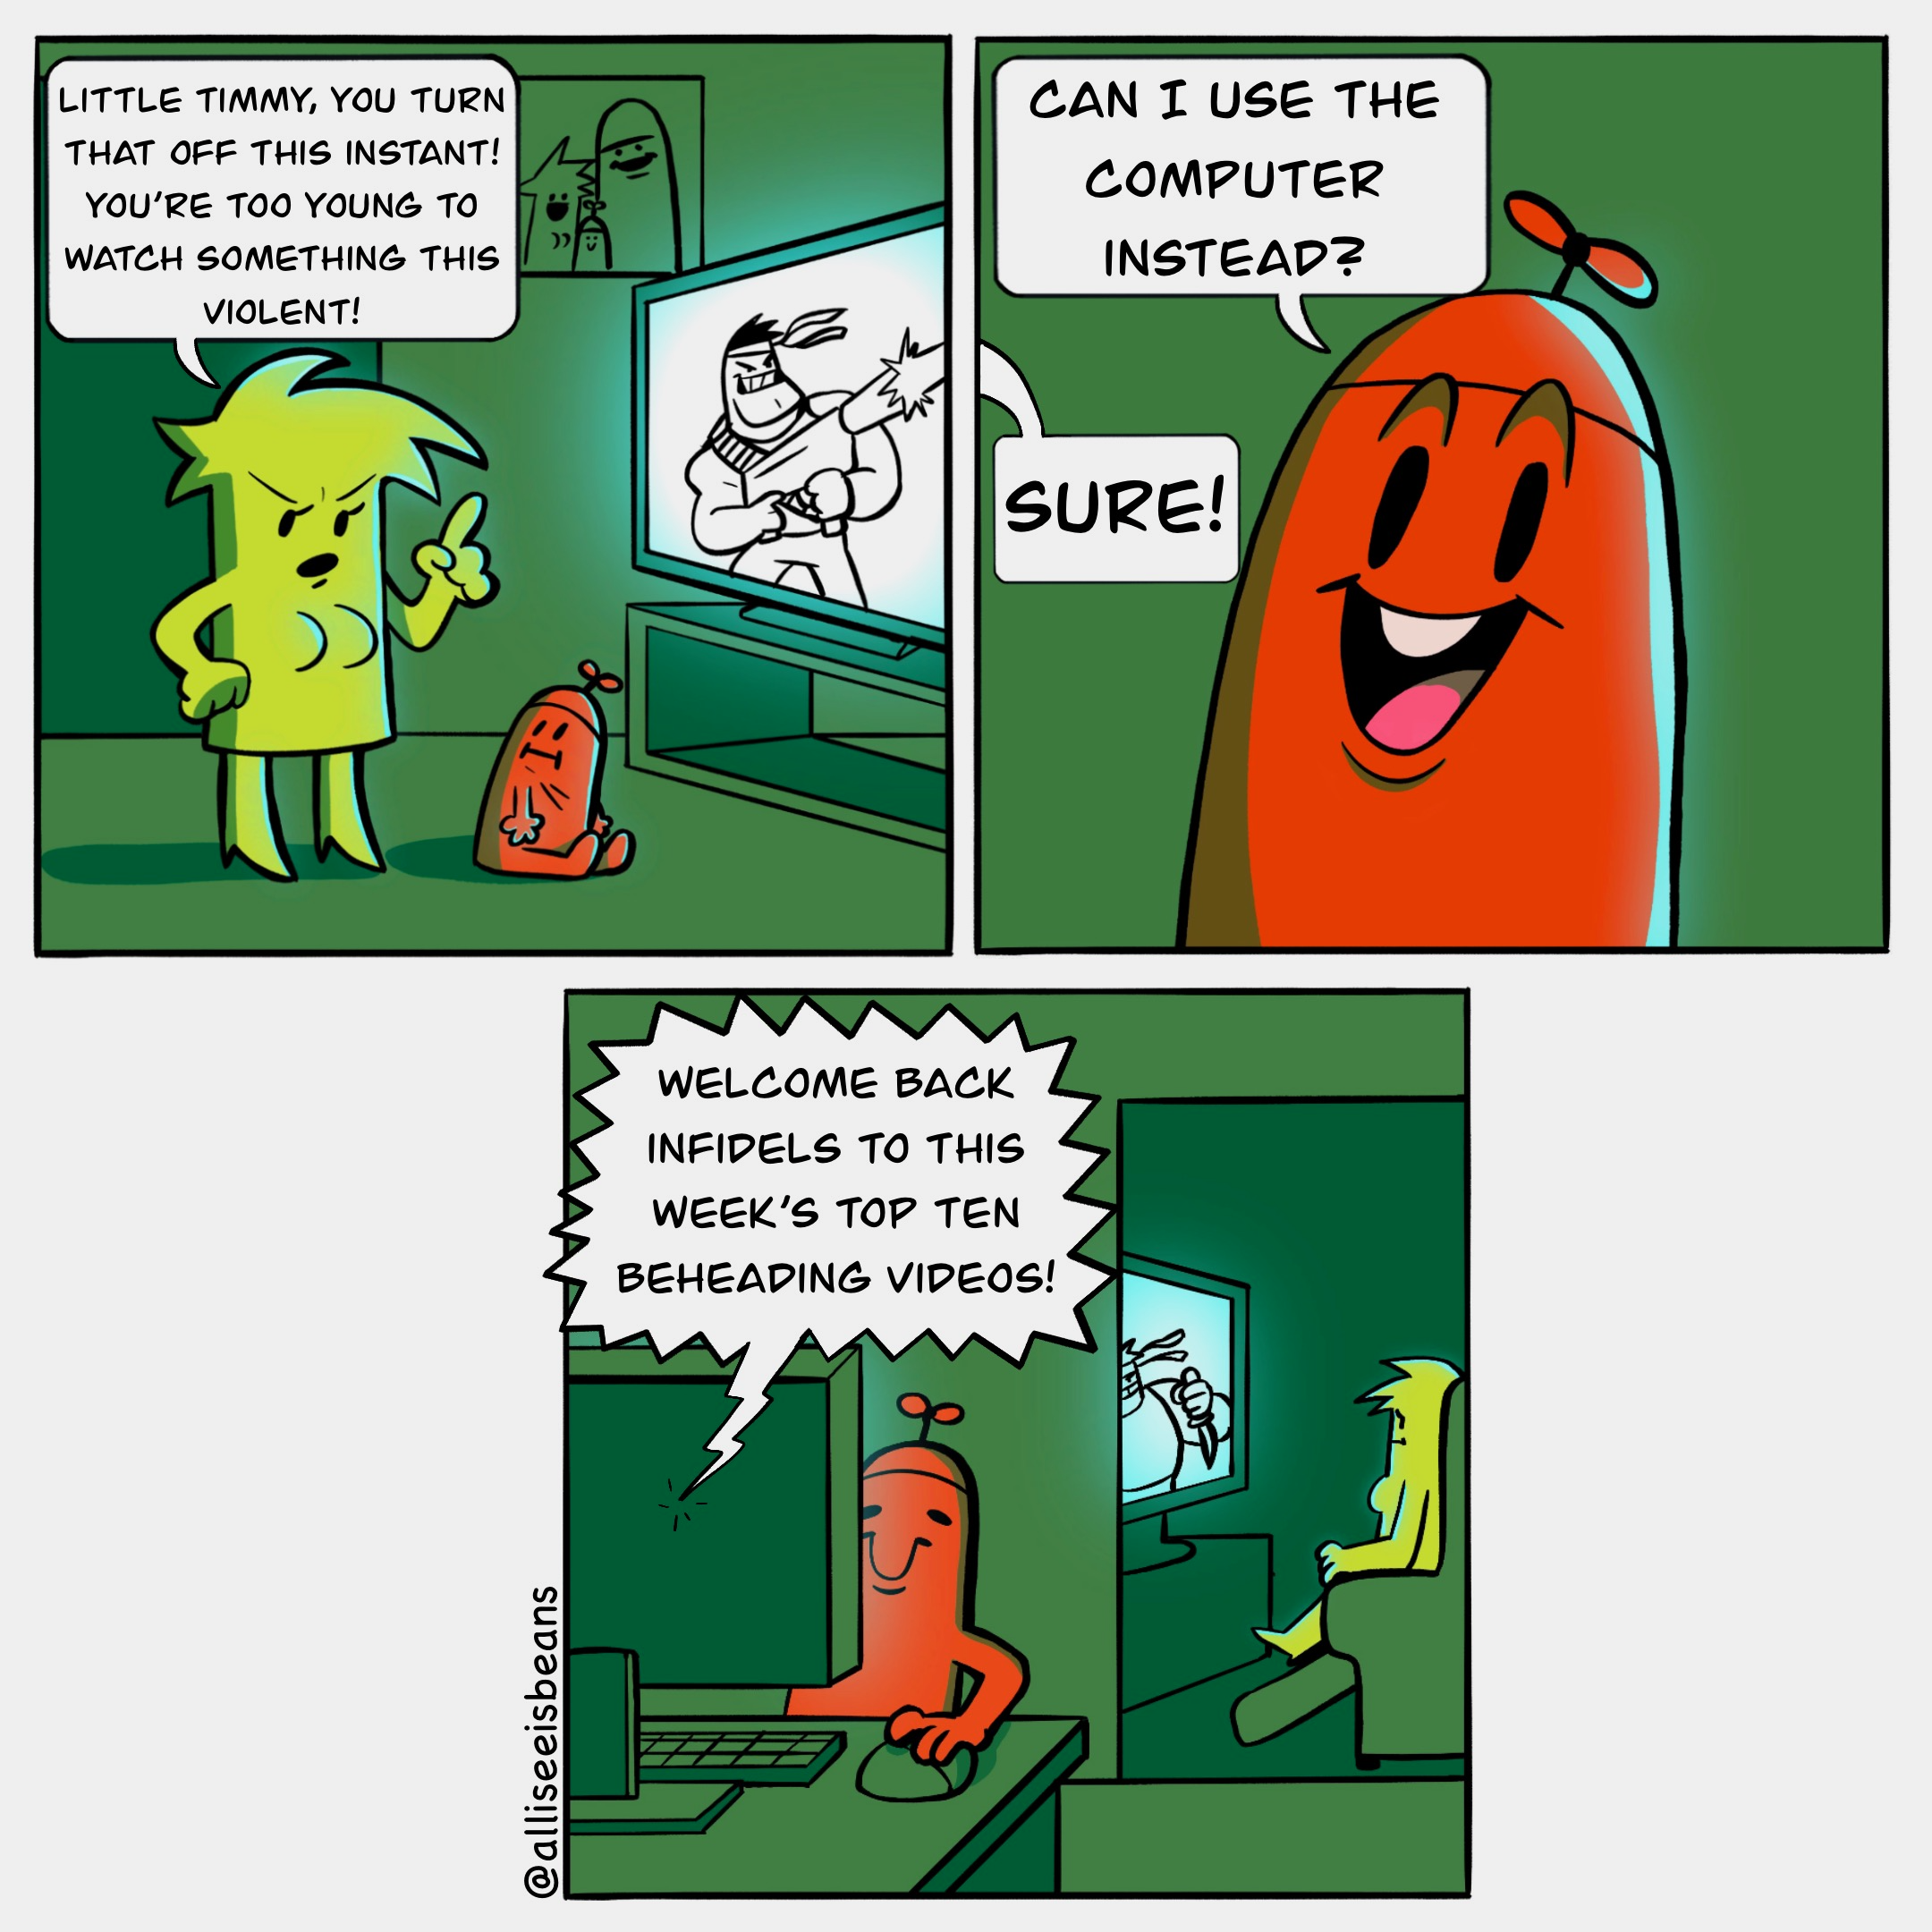 LITTLE TIMMY, YOU TURN
THAT OFF THIS INSTANT!
YOU'RE TOO YOUNG TO
WATCH SOMETHING THIS
VIOLENT!
CAN I USE THE
COMPUTER
INSTEAD?
SURE!
WELCOME BACK
INFIDELS TO THIS
WEEK'S TOP TEN
BEHEADING VIDEOS!
@alliseeisbeans